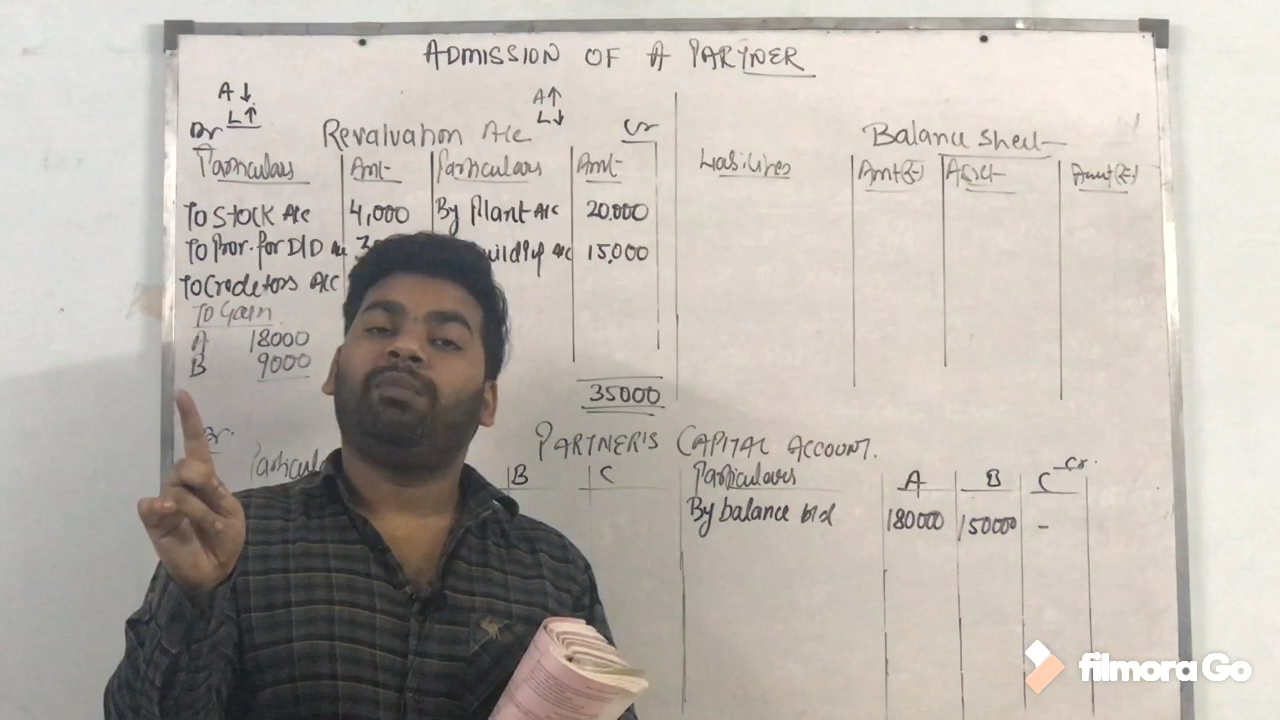 ADMISSION OF A PARTNER
A↓
L↑
A↑
L↓
Dr Revaluation A/c Cr
Particulars Amt Particulars Amt
To Stock A/c 4,000 By Plant A/c 20,000
To Prov. for D/D A/c 15,000
To Creditors A/c
To Gain
A 18000
B 9000
35000
Balance Sheet
Liabilities Amt(₹) Asset Amt(₹)
PARTNER'S CAPITAL ACCOUNT.
Dr. Cr.
B C Particulars A B C
By balance b/d 180000 150000 -
filmora Go